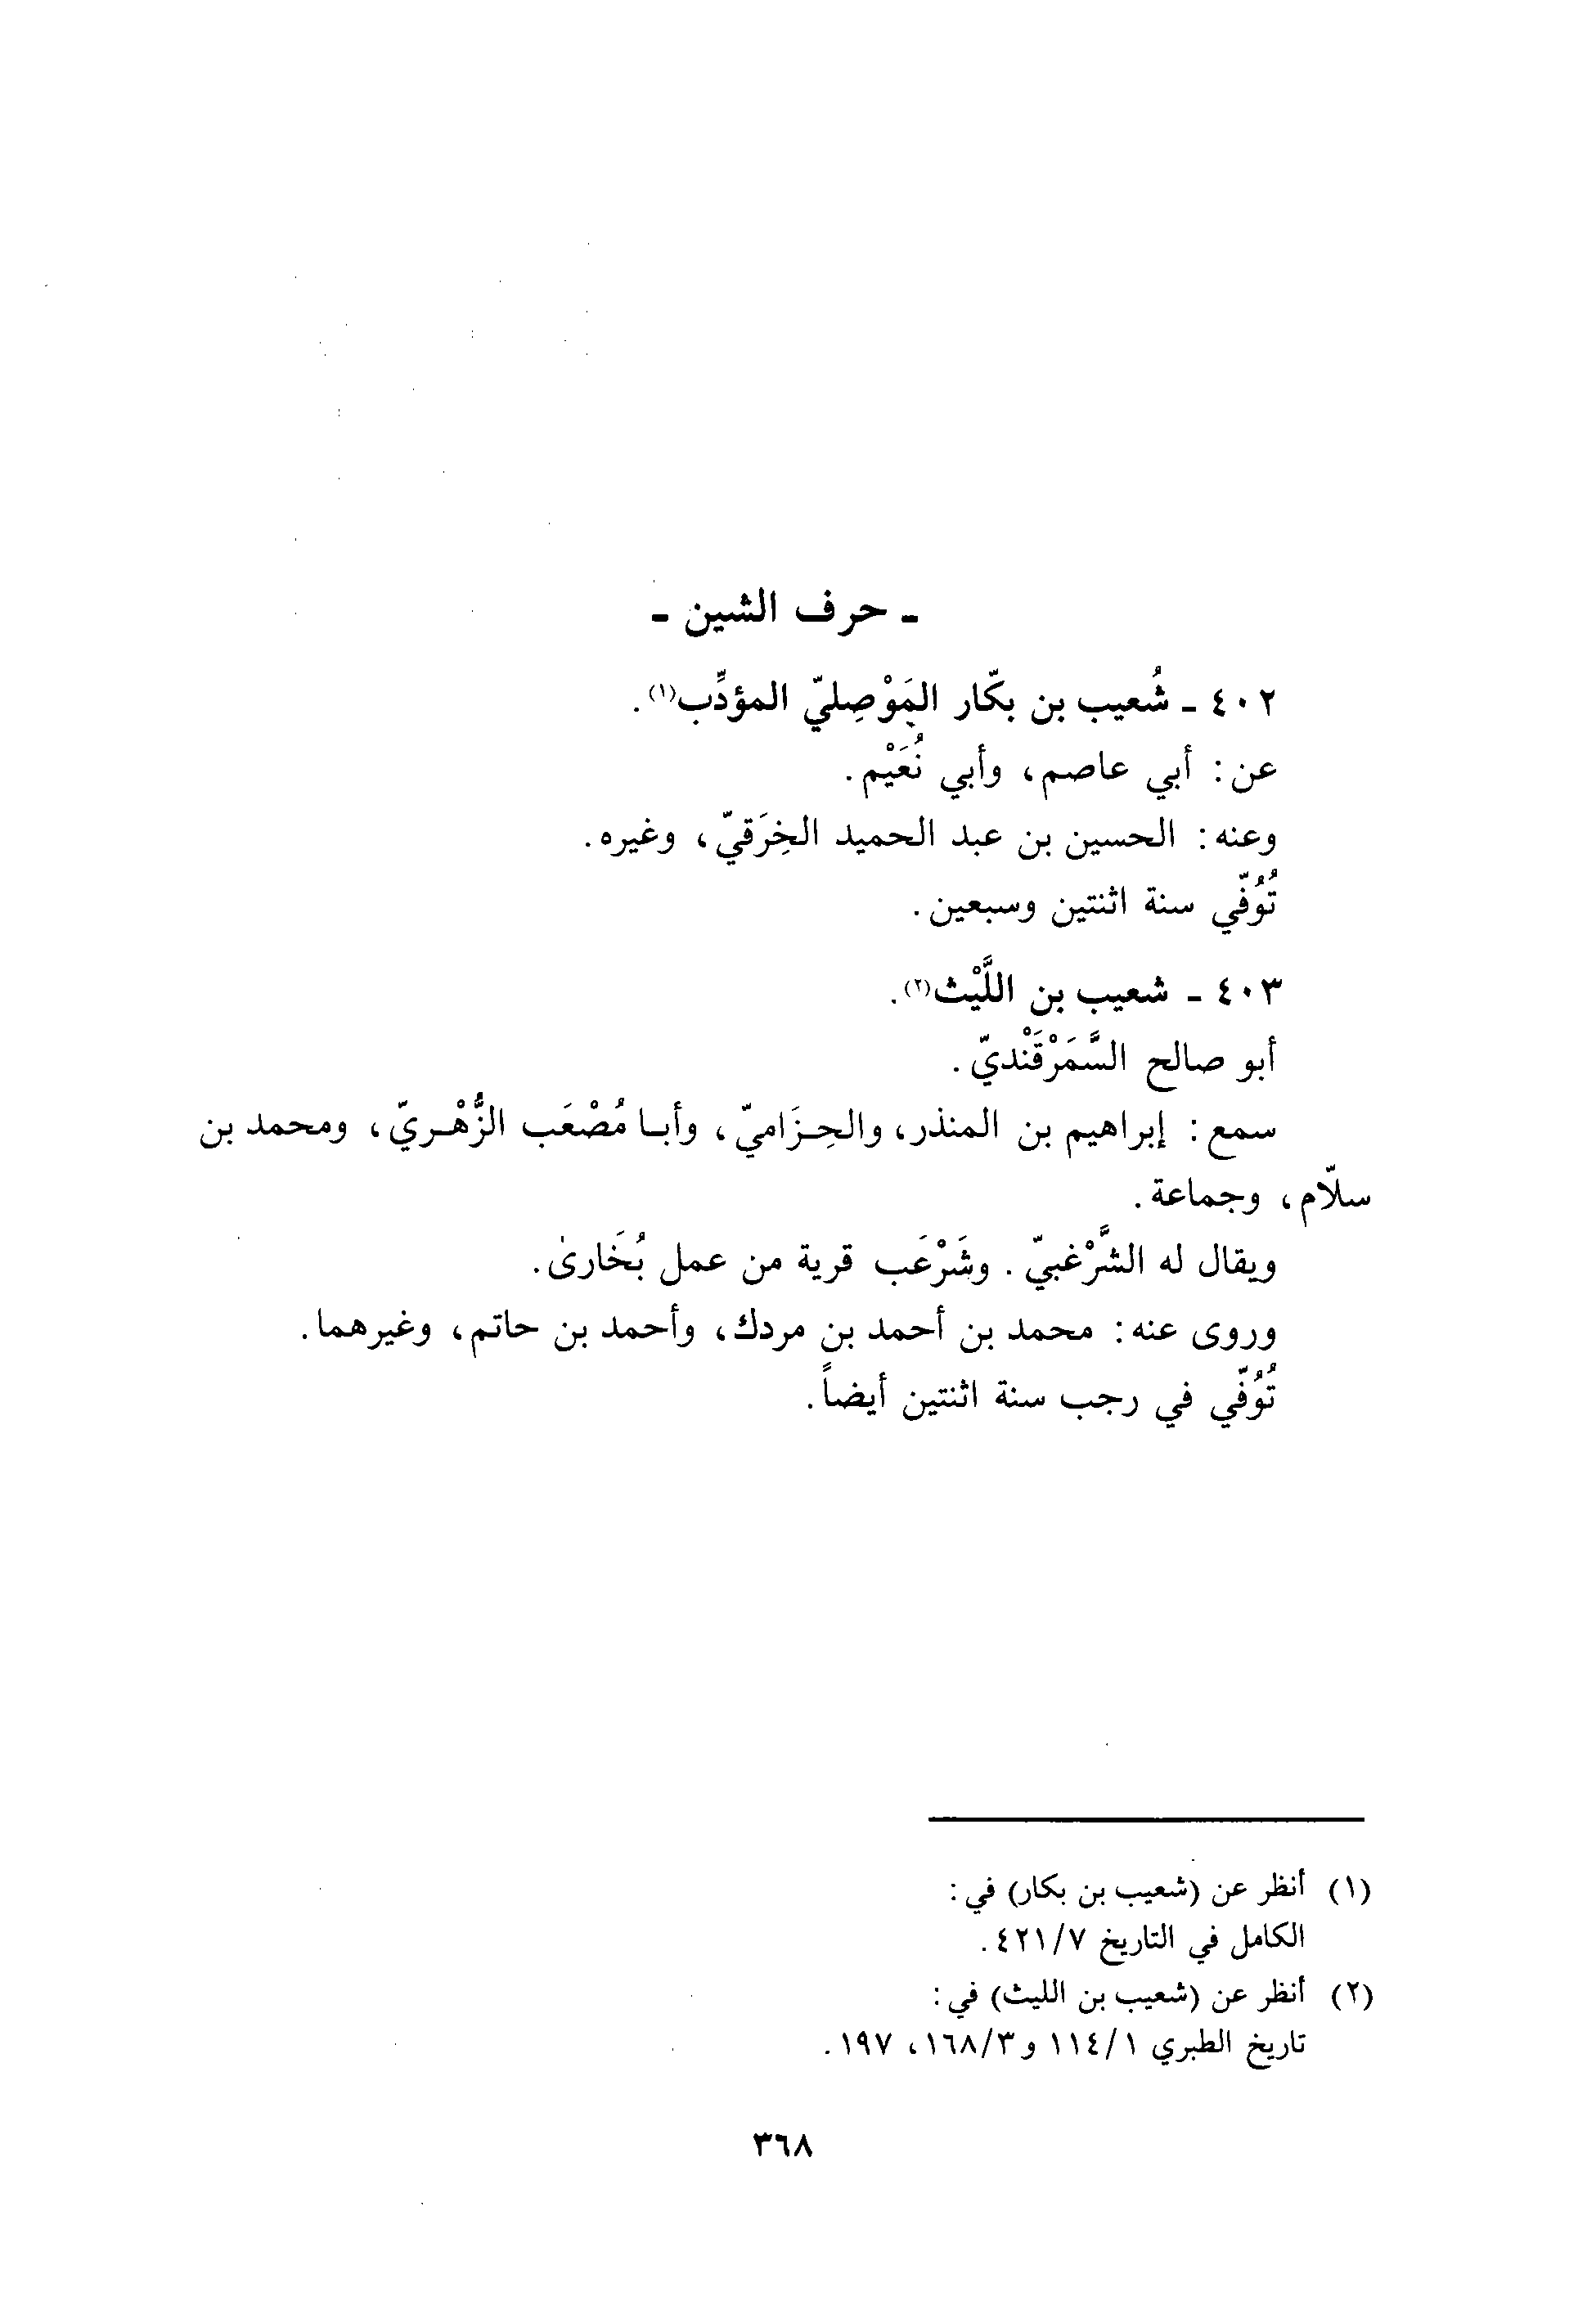 - حرف الشين -
٤٠٢ - شُعيب بن بكّار المَوْصِليّ المؤدِّب(١).
عن: أبي عاصم، وأبي نُعَيْم.
وعنه: الحسين بن عبد الحميد الخِرَقيّ، وغيره.
تُوُفّي سنة اثنتين وسبعين.
٤٠٣ - شعيب بن اللَّيْث(٢).
أبو صالح السَّمَرْقَنْديّ.
سمع: إبراهيم بن المنذر، والحِزَاميّ، وأبا مُصْعَب الزُّهْريّ، ومحمد بن
سلّام، وجماعة.
ويقال له الشَّرْغبيّ. وشَرْعَب قرية من عمل بُخَارىٰ.
وروى عنه: محمد بن أحمد بن مردك، وأحمد بن حاتم، وغيرهما.
تُوُفّي في رجب سنة اثنتين أيضاً.
(١) أنظر عن (شعيب بن بكار) في:
الكامل في التاريخ ٤٢١/٧.
(٢) أنظر عن (شعيب بن الليث) في:
تاريخ الطبري ١١٤/١ و١٦٨/٣، ١٩٧.
٣٦٨